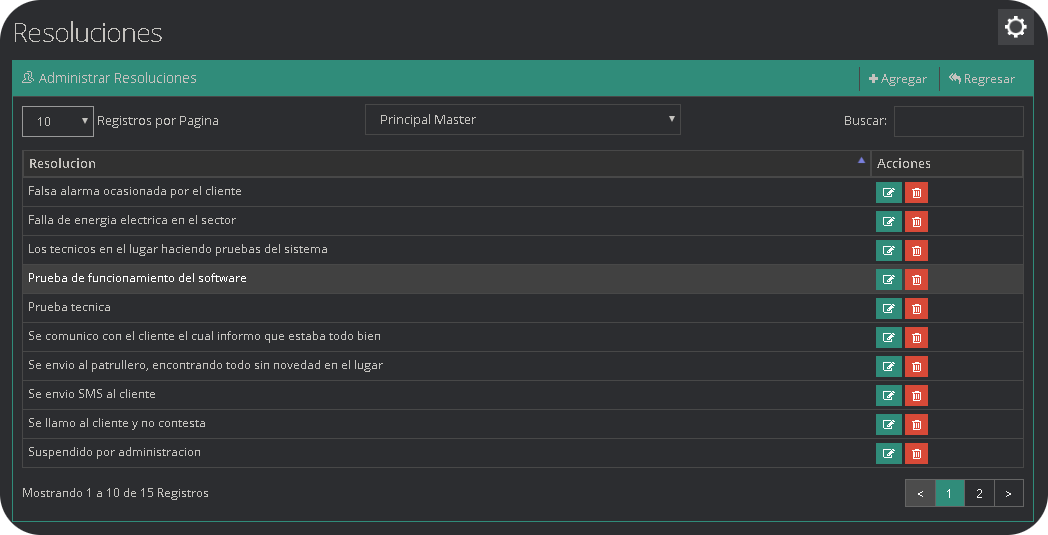 Resoluciones
Administrar Resoluciones
Agregar
Regresar
10 Registros por Pagina
Principal Master
Buscar:
Resolucion
Acciones
Falsa alarma ocasionada por el cliente
Falla de energia electrica en el sector
Los tecnicos en el lugar haciendo pruebas del sistema
Prueba de funcionamiento del software
Prueba tecnica
Se comunico con el cliente el cual informo que estaba todo bien
Se envio al patrullero, encontrando todo sin novedad en el lugar
Se envio SMS al cliente
Se llamo al cliente y no contesta
Suspendido por administracion
Mostrando 1 a 10 de 15 Registros
< 1 2 >